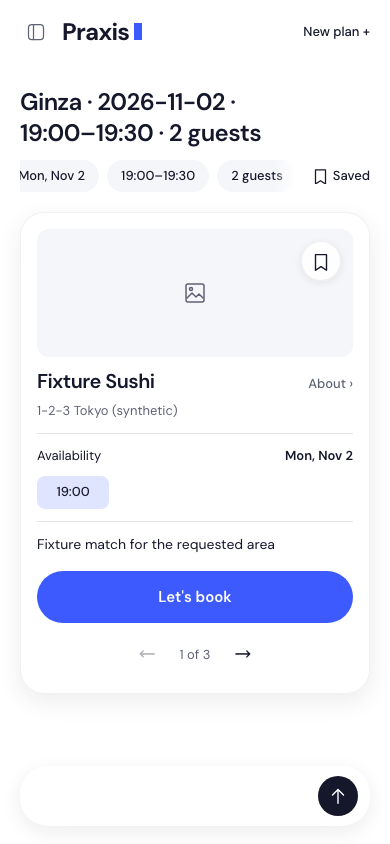 Praxis
New plan +
Ginza · 2026-11-02 ·
19:00–19:30 · 2 guests
Mon, Nov 2
19:00–19:30
2 guests
Saved
Fixture Sushi
About ›
1-2-3 Tokyo (synthetic)
Availability
Mon, Nov 2
19:00
Fixture match for the requested area
Let's book
← 1 of 3 →